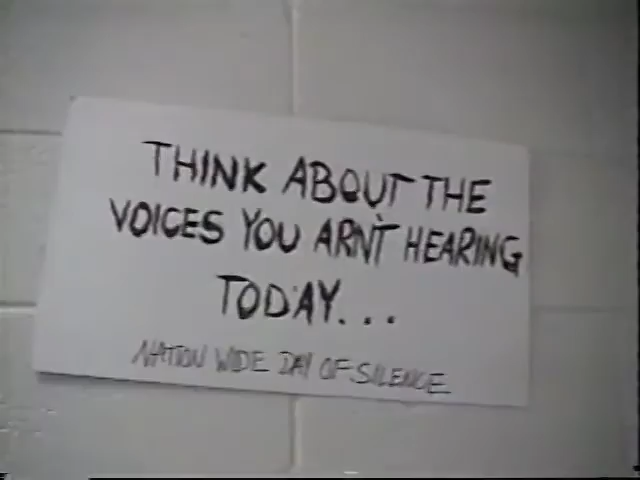 THINK ABOUT THE
VOICES YOU ARN'T HEARING
TODAY...
NATION WIDE DAY OF SILENCE